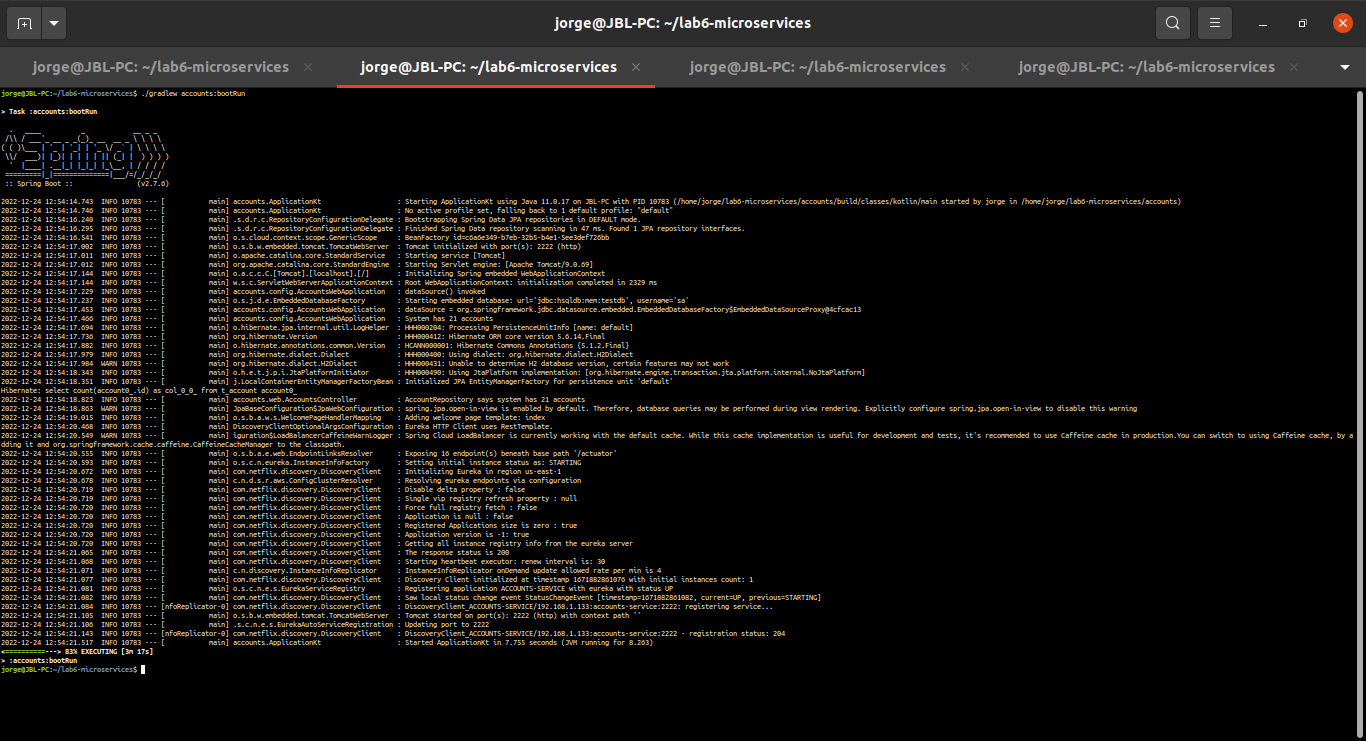 jorge@JBL-PC: ~/lab6-microservices
jorge@JBL-PC: ~/lab6-microservices × jorge@JBL-PC: ~/lab6-microservices × jorge@JBL-PC: ~/lab6-microservices × jorge@JBL-PC: ~/lab6-microservices ×
jorge@JBL-PC:~/lab6-microservices$ ./gradlew accounts:bootRun
> Task :accounts:bootRun
  .   ____          _            __ _ _
 /\\ / ___'_ __ _ _(_)_ __  __ _ \ \ \ \
( ( )\___ | '_ | '_| | '_ \/ _` | \ \ \ \
 \\/  ___)| |_)| | | | | || (_| |  ) ) ) )
  '  |____| .__|_| |_|_| |_\__, | / / / /
 =========|_|==============|___/=/_/_/_/
 :: Spring Boot ::                (v2.7.6)
2022-12-24 12:54:14.743  INFO 10783 --- [           main] accounts.ApplicationKt                   : Starting ApplicationKt using Java 11.0.17 on JBL-PC with PID 10783 (/home/jorge/lab6-microservices/accounts/build/classes/kotlin/main started by jorge in /home/jorge/lab6-microservices/accounts)
2022-12-24 12:54:14.746  INFO 10783 --- [           main] accounts.ApplicationKt                   : No active profile set, falling back to 1 default profile: "default"
2022-12-24 12:54:16.240  INFO 10783 --- [           main] .s.d.r.c.RepositoryConfigurationDelegate : Bootstrapping Spring Data JPA repositories in DEFAULT mode.
2022-12-24 12:54:16.295  INFO 10783 --- [           main] .s.d.r.c.RepositoryConfigurationDelegate : Finished Spring Data repository scanning in 47 ms. Found 1 JPA repository interfaces.
2022-12-24 12:54:16.541  INFO 10783 --- [           main] o.s.cloud.context.scope.GenericScope     : BeanFactory id=c6a6e349-b7eb-32b5-b4e1-5ee3def726bb
2022-12-24 12:54:17.002  INFO 10783 --- [           main] o.s.b.w.embedded.tomcat.TomcatWebServer  : Tomcat initialized with port(s): 2222 (http)
2022-12-24 12:54:17.011  INFO 10783 --- [           main] o.apache.catalina.core.StandardService   : Starting service [Tomcat]
2022-12-24 12:54:17.012  INFO 10783 --- [           main] org.apache.catalina.core.StandardEngine  : Starting Servlet engine: [Apache Tomcat/9.0.69]
2022-12-24 12:54:17.144  INFO 10783 --- [           main] o.a.c.c.C.[Tomcat].[localhost].[/]       : Initializing Spring embedded WebApplicationContext
2022-12-24 12:54:17.144  INFO 10783 --- [           main] w.s.c.ServletWebServerApplicationContext : Root WebApplicationContext: initialization completed in 2329 ms
2022-12-24 12:54:17.229  INFO 10783 --- [           main] accounts.config.AccountsWebApplication   : dataSource() invoked
2022-12-24 12:54:17.237  INFO 10783 --- [           main] o.s.j.d.e.EmbeddedDatabaseFactory        : Starting embedded database: url='jdbc:hsqldb:mem:testdb', username='sa'
2022-12-24 12:54:17.453  INFO 10783 --- [           main] accounts.config.AccountsWebApplication   : dataSource = org.springframework.jdbc.datasource.embedded.EmbeddedDatabaseFactory$EmbeddedDataSourceProxy@4cfcac13
2022-12-24 12:54:17.466  INFO 10783 --- [           main] accounts.config.AccountsWebApplication   : System has 21 accounts
2022-12-24 12:54:17.694  INFO 10783 --- [           main] o.hibernate.jpa.internal.util.LogHelper  : HHH000204: Processing PersistenceUnitInfo [name: default]
2022-12-24 12:54:17.736  INFO 10783 --- [           main] org.hibernate.Version                    : HHH000412: Hibernate ORM core version 5.6.14.Final
2022-12-24 12:54:17.882  INFO 10783 --- [           main] o.hibernate.annotations.common.Version   : HCANN000001: Hibernate Commons Annotations {5.1.2.Final}
2022-12-24 12:54:17.979  INFO 10783 --- [           main] org.hibernate.dialect.Dialect            : HHH000400: Using dialect: org.hibernate.dialect.H2Dialect
2022-12-24 12:54:17.984  WARN 10783 --- [           main] org.hibernate.dialect.H2Dialect          : HHH000431: Unable to determine H2 database version, certain features may not work
2022-12-24 12:54:18.343  INFO 10783 --- [           main] o.h.e.t.j.p.i.JtaPlatformInitiator       : HHH000490: Using JtaPlatform implementation: [org.hibernate.engine.transaction.jta.platform.internal.NoJtaPlatform]
2022-12-24 12:54:18.351  INFO 10783 --- [           main] j.LocalContainerEntityManagerFactoryBean : Initialized JPA EntityManagerFactory for persistence unit 'default'
Hibernate: select count(account0_.id) as col_0_0_ from t_account account0_
2022-12-24 12:54:18.823  INFO 10783 --- [           main] accounts.web.AccountsController          : AccountRepository says system has 21 accounts
2022-12-24 12:54:18.863  WARN 10783 --- [           main] JpaBaseConfiguration$JpaWebConfiguration : spring.jpa.open-in-view is enabled by default. Therefore, database queries may be performed during view rendering. Explicitly configure spring.jpa.open-in-view to disable this warning
2022-12-24 12:54:19.015  INFO 10783 --- [           main] o.s.b.a.w.s.WelcomePageHandlerMapping    : Adding welcome page template: index
2022-12-24 12:54:20.468  INFO 10783 --- [           main] DiscoveryClientOptionalArgsConfiguration : Eureka HTTP Client uses RestTemplate.
2022-12-24 12:54:20.549  WARN 10783 --- [           main] iguration$LoadBalancerCaffeineWarnLogger : Spring Cloud LoadBalancer is currently working with the default cache. While this cache implementation is useful for development and tests, it's recommended to use Caffeine cache in production.You can switch to using Caffeine cache, by a
dding it and org.springframework.cache.caffeine.CaffeineCacheManager to the classpath.
2022-12-24 12:54:20.555  INFO 10783 --- [           main] o.s.b.a.e.web.EndpointLinksResolver      : Exposing 16 endpoint(s) beneath base path '/actuator'
2022-12-24 12:54:20.593  INFO 10783 --- [           main] o.s.c.n.eureka.InstanceInfoFactory       : Setting initial instance status as: STARTING
2022-12-24 12:54:20.672  INFO 10783 --- [           main] com.netflix.discovery.DiscoveryClient    : Initializing Eureka in region us-east-1
2022-12-24 12:54:20.678  INFO 10783 --- [           main] c.n.d.s.r.aws.ConfigClusterResolver      : Resolving eureka endpoints via configuration
2022-12-24 12:54:20.719  INFO 10783 --- [           main] com.netflix.discovery.DiscoveryClient    : Disable delta property : false
2022-12-24 12:54:20.719  INFO 10783 --- [           main] com.netflix.discovery.DiscoveryClient    : Single vip registry refresh property : null
2022-12-24 12:54:20.720  INFO 10783 --- [           main] com.netflix.discovery.DiscoveryClient    : Force full registry fetch : false
2022-12-24 12:54:20.720  INFO 10783 --- [           main] com.netflix.discovery.DiscoveryClient    : Application is null : false
2022-12-24 12:54:20.720  INFO 10783 --- [           main] com.netflix.discovery.DiscoveryClient    : Registered Applications size is zero : true
2022-12-24 12:54:20.720  INFO 10783 --- [           main] com.netflix.discovery.DiscoveryClient    : Application version is -1: true
2022-12-24 12:54:20.720  INFO 10783 --- [           main] com.netflix.discovery.DiscoveryClient    : Getting all instance registry info from the eureka server
2022-12-24 12:54:21.065  INFO 10783 --- [           main] com.netflix.discovery.DiscoveryClient    : The response status is 200
2022-12-24 12:54:21.068  INFO 10783 --- [           main] com.netflix.discovery.DiscoveryClient    : Starting heartbeat executor: renew interval is: 30
2022-12-24 12:54:21.071  INFO 10783 --- [           main] c.n.discovery.InstanceInfoReplicator     : InstanceInfoReplicator onDemand update allowed rate per min is 4
2022-12-24 12:54:21.077  INFO 10783 --- [           main] com.netflix.discovery.DiscoveryClient    : Discovery Client initialized at timestamp 1671882861076 with initial instances count: 1
2022-12-24 12:54:21.081  INFO 10783 --- [           main] o.s.c.n.e.s.EurekaServiceRegistry        : Registering application ACCOUNTS-SERVICE with eureka with status UP
2022-12-24 12:54:21.082  INFO 10783 --- [           main] com.netflix.discovery.DiscoveryClient    : Saw local status change event StatusChangeEvent [timestamp=1671882861082, current=UP, previous=STARTING]
2022-12-24 12:54:21.084  INFO 10783 --- [nfoReplicator-0] com.netflix.discovery.DiscoveryClient    : DiscoveryClient_ACCOUNTS-SERVICE/192.168.1.133:accounts-service:2222: registering service...
2022-12-24 12:54:21.105  INFO 10783 --- [           main] o.s.b.w.embedded.tomcat.TomcatWebServer  : Tomcat started on port(s): 2222 (http) with context path ''
2022-12-24 12:54:21.106  INFO 10783 --- [           main] .s.c.n.e.s.EurekaAutoServiceRegistration : Updating port to 2222
2022-12-24 12:54:21.143  INFO 10783 --- [nfoReplicator-0] com.netflix.discovery.DiscoveryClient    : DiscoveryClient_ACCOUNTS-SERVICE/192.168.1.133:accounts-service:2222 - registration status: 204
2022-12-24 12:54:21.517  INFO 10783 --- [           main] accounts.ApplicationKt                   : Started ApplicationKt in 7.755 seconds (JVM running for 8.263)
<==========---> 83% EXECUTING [3m 17s]
> :accounts:bootRun
jorge@JBL-PC:~/lab6-microservices$